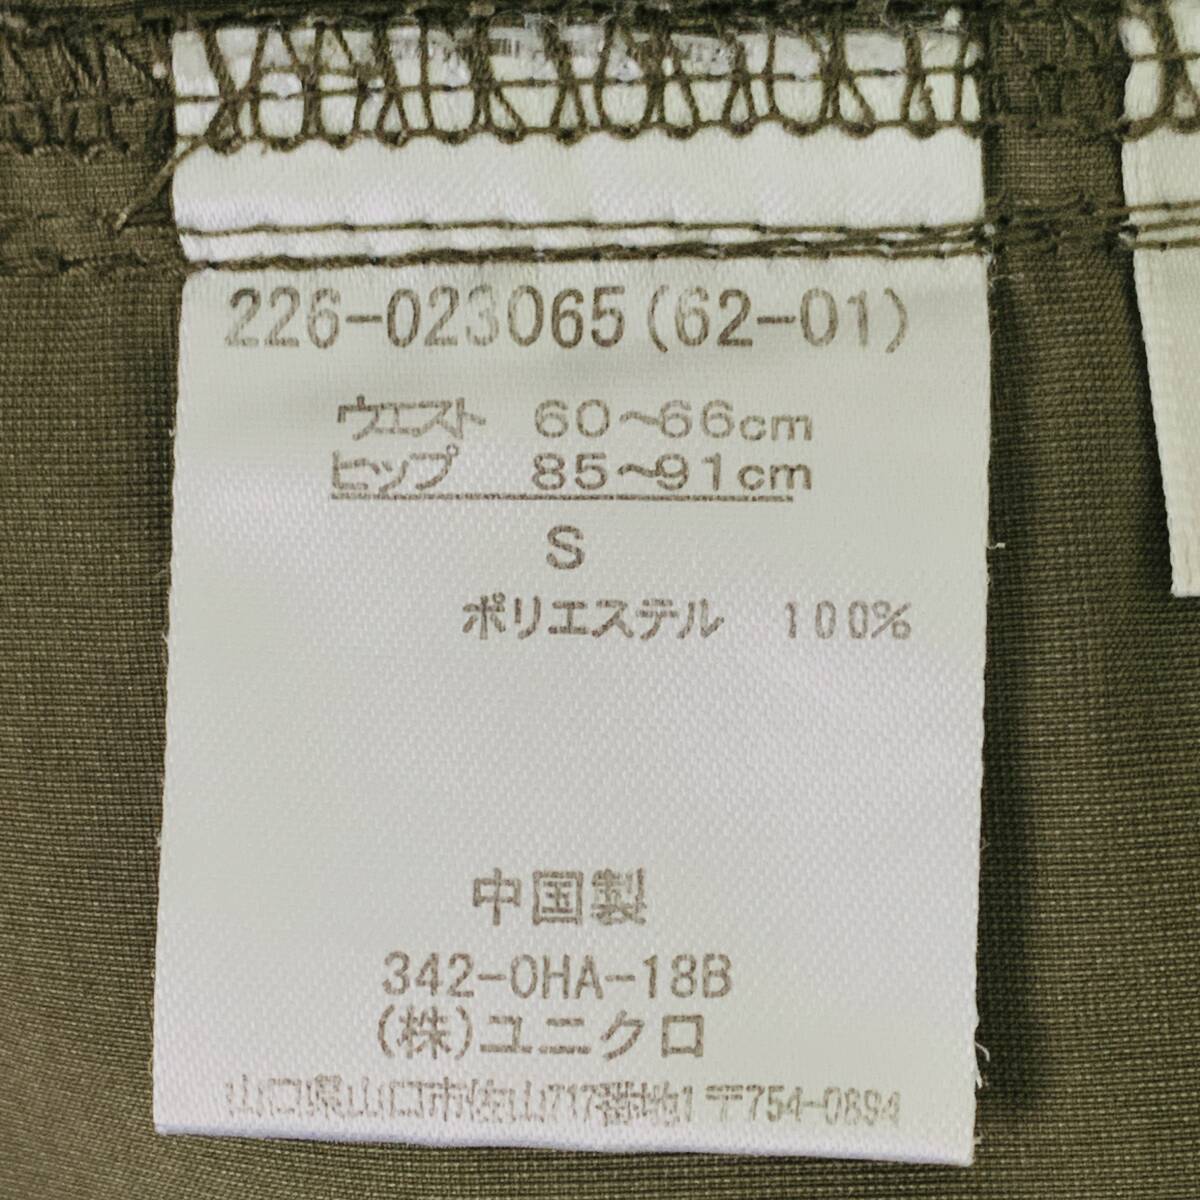 226-023065(62-01)
ウエスト 60~66cm
ヒップ 85~91cm
S
ポリエステル 100%
中国製
342-0HA-18B
(株)ユニクロ
山口県山口市佐山717番地1 〒754-0894